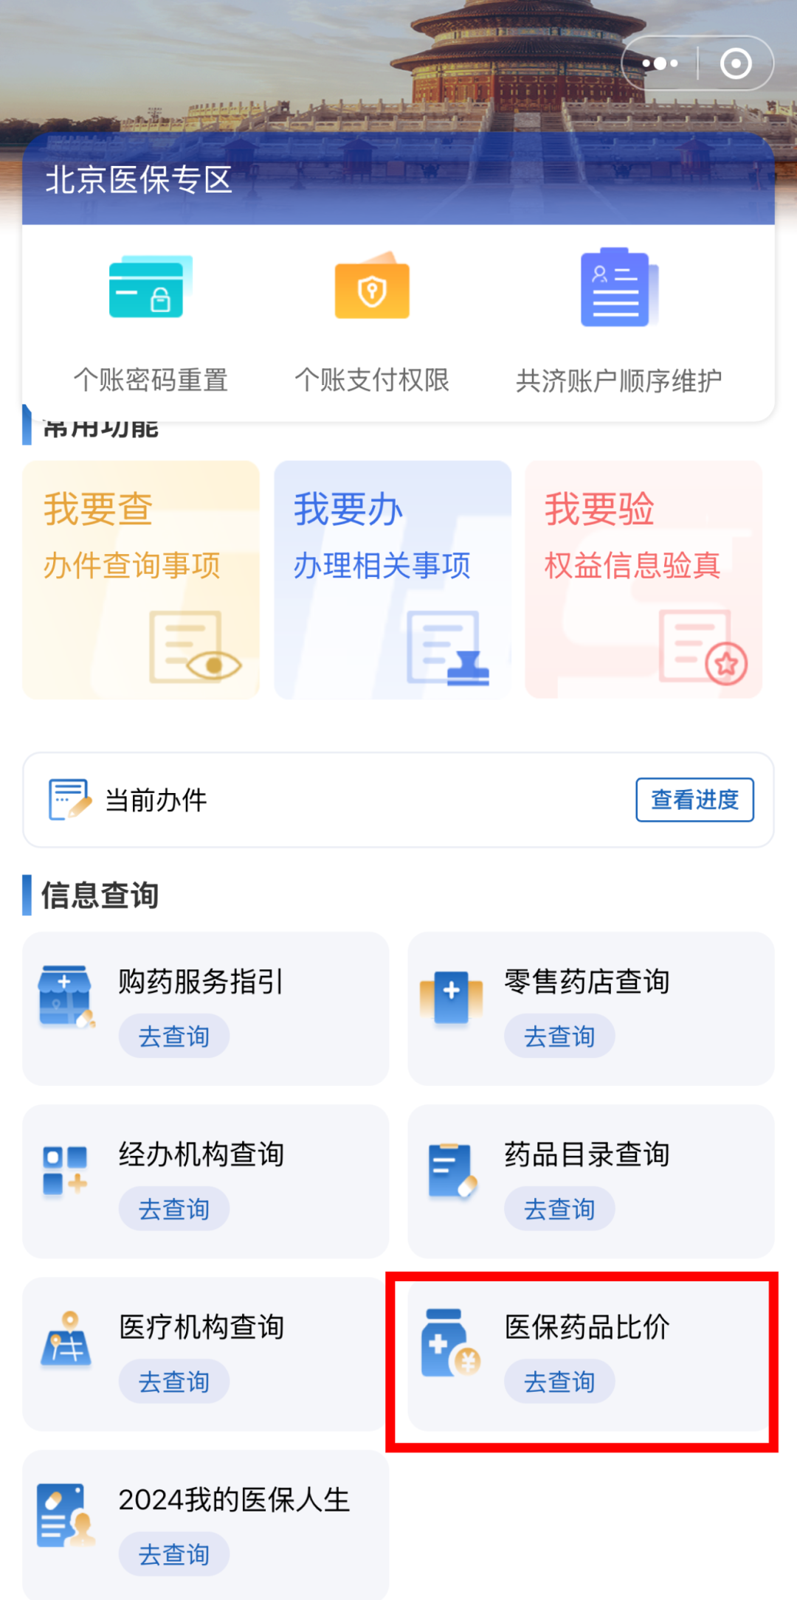 北京医保专区
个账密码重置
个账支付权限
共济账户顺序维护
常用功能
我要查
办件查询事项
我要办
办理相关事项
我要验
权益信息验真
当前办件
查看进度
信息查询
购药服务指引
去查询
零售药店查询
去查询
经办机构查询
去查询
药品目录查询
去查询
医疗机构查询
去查询
医保药品比价
去查询
2024我的医保人生
去查询